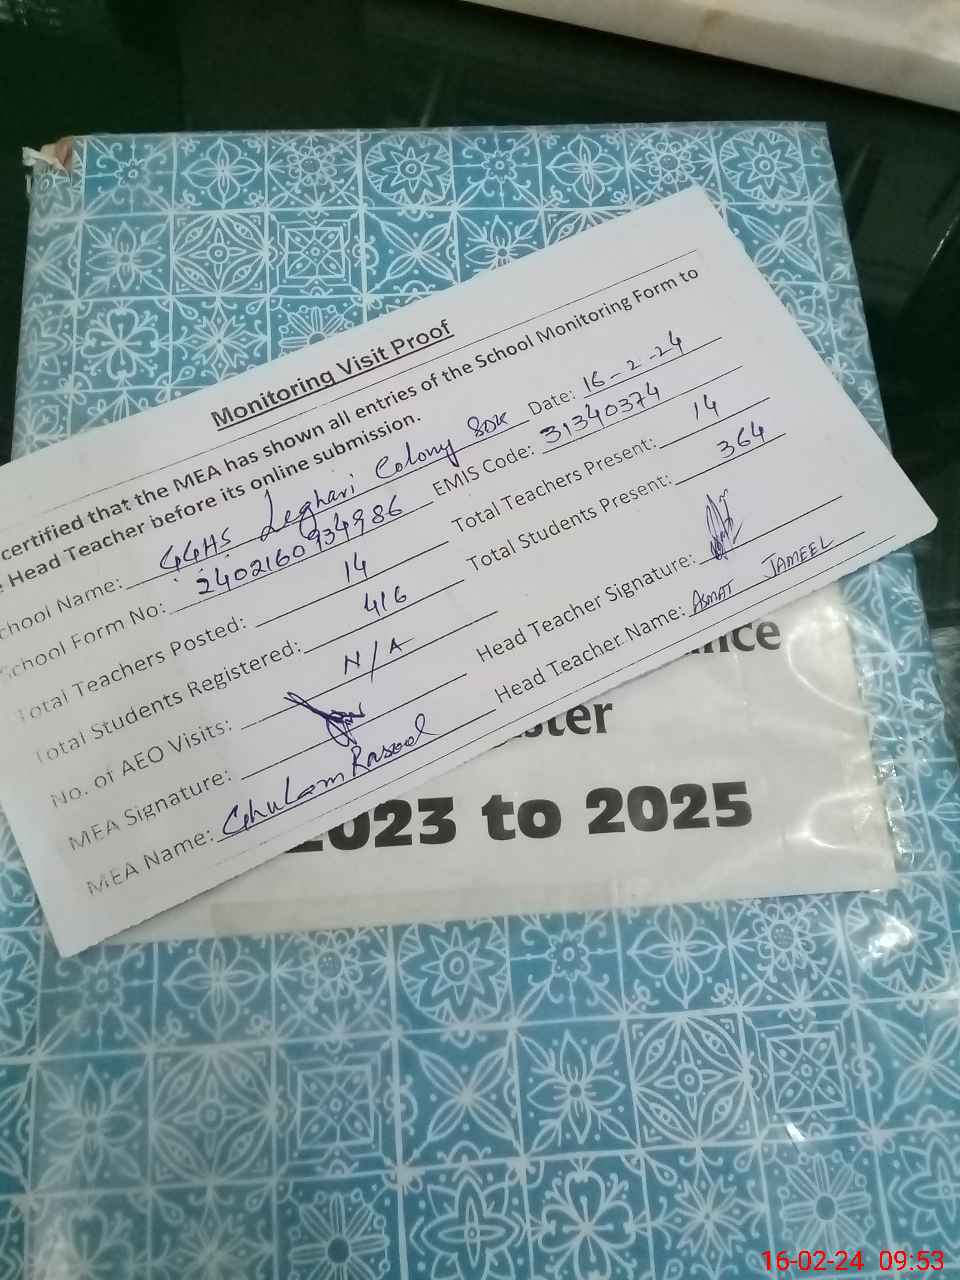 Monitoring Visit Proof
certified that the MEA has shown all entries of the School Monitoring Form to
Head Teacher before its online submission.
chool Name: GGHS Leghari Colony SDK Date: 16-2-24
School Form No: 2402160934986 EMIS Code: 31340374
Total Teachers Posted: 14 Total Teachers Present: 14
Total Students Registered: 416 Total Students Present: 364
No. of AEO Visits: N/A Head Teacher Signature:
MEA Signature: Head Teacher Name: ASMAT JAMEEL
MEA Name: Ghulam Rasool
nce
ster
2023 to 2025
16-02-24 09:53